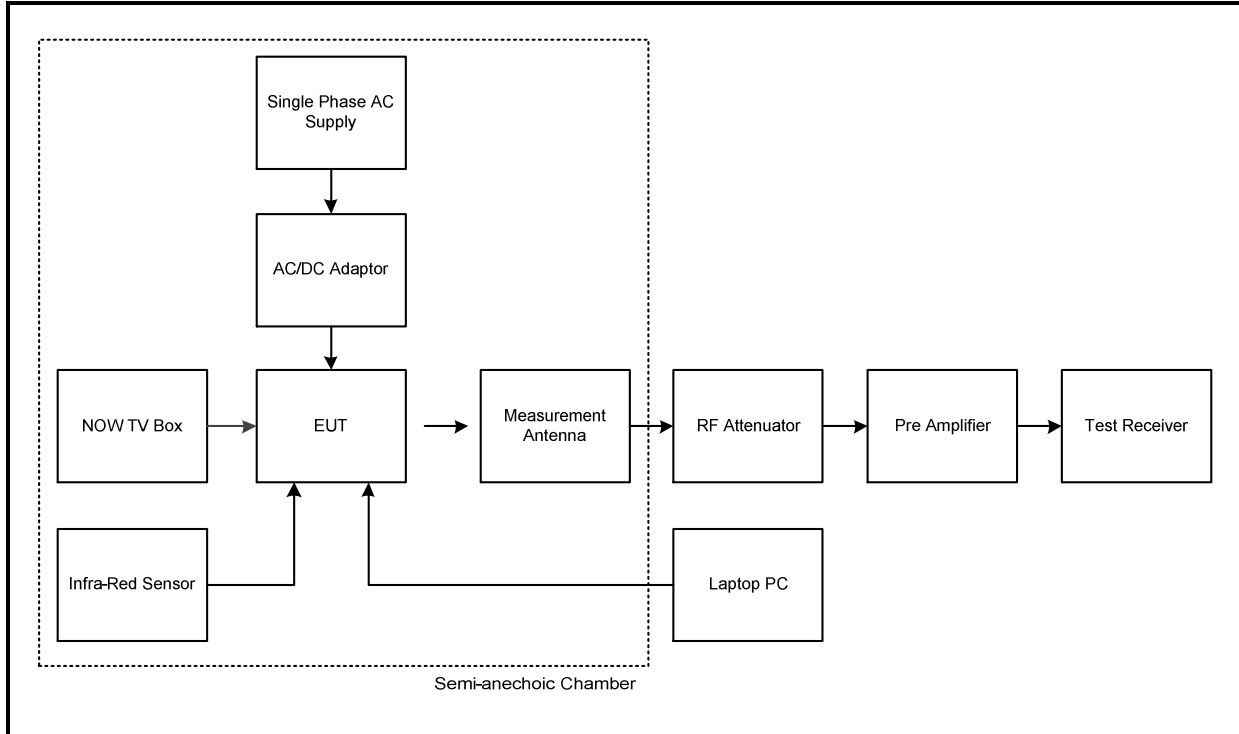 Single Phase AC
Supply
AC/DC Adaptor
NOW TV Box
EUT
Measurement
Antenna
RF Attenuator
Pre Amplifier
Test Receiver
Infra-Red Sensor
Laptop PC
Semi-anechoic Chamber